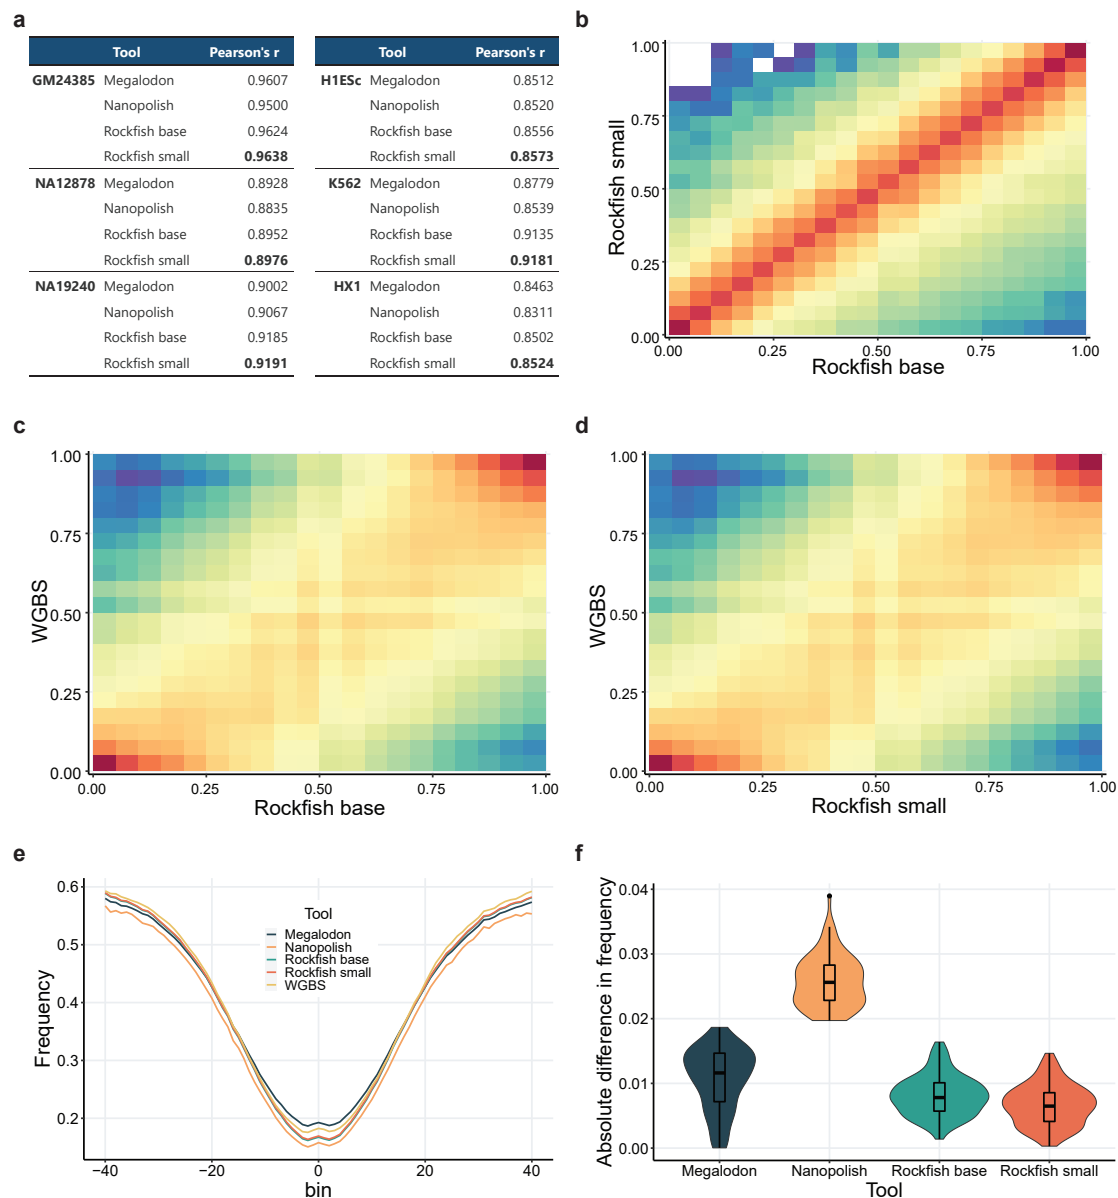 a
Tool Pearson's r
GM24385 Megalodon 0.9607
Nanopolish 0.9500
Rockfish base 0.9624
Rockfish small 0.9638
NA12878 Megalodon 0.8928
Nanopolish 0.8835
Rockfish base 0.8952
Rockfish small 0.8976
NA19240 Megalodon 0.9002
Nanopolish 0.9067
Rockfish base 0.9185
Rockfish small 0.9191
Tool Pearson's r
H1ESc Megalodon 0.8512
Nanopolish 0.8520
Rockfish base 0.8556
Rockfish small 0.8573
K562 Megalodon 0.8779
Nanopolish 0.8539
Rockfish base 0.9135
Rockfish small 0.9181
HX1 Megalodon 0.8463
Nanopolish 0.8311
Rockfish base 0.8502
Rockfish small 0.8524
b
Rockfish small
1.00
0.75
0.50
0.25
0.00
0.00 0.25 0.50 0.75 1.00
Rockfish base
c
WGBS
1.00
0.75
0.50
0.25
0.00
0.00 0.25 0.50 0.75 1.00
Rockfish base
d
WGBS
1.00
0.75
0.50
0.25
0.00
0.00 0.25 0.50 0.75 1.00
Rockfish small
e
Frequency
0.6
0.5
0.4
0.3
0.2
Tool
Megalodon
Nanopolish
Rockfish base
Rockfish small
WGBS
−40 −20 0 20 40
bin
f
Absolute difference in frequency
0.04
0.03
0.02
0.01
0.00
Megalodon Nanopolish Rockfish base Rockfish small
Tool